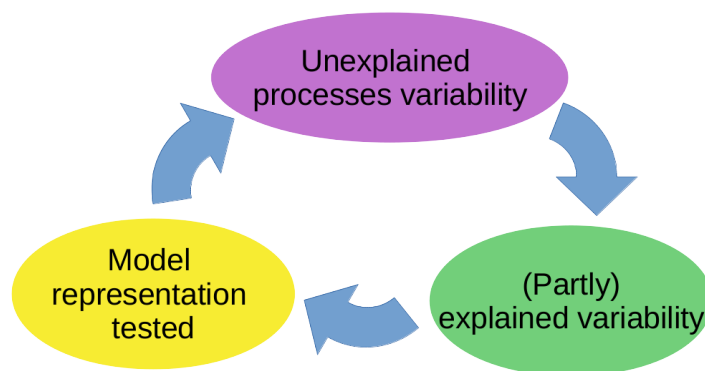 Unexplained
processes variability
(Partly)
explained variability
Model
representation
tested